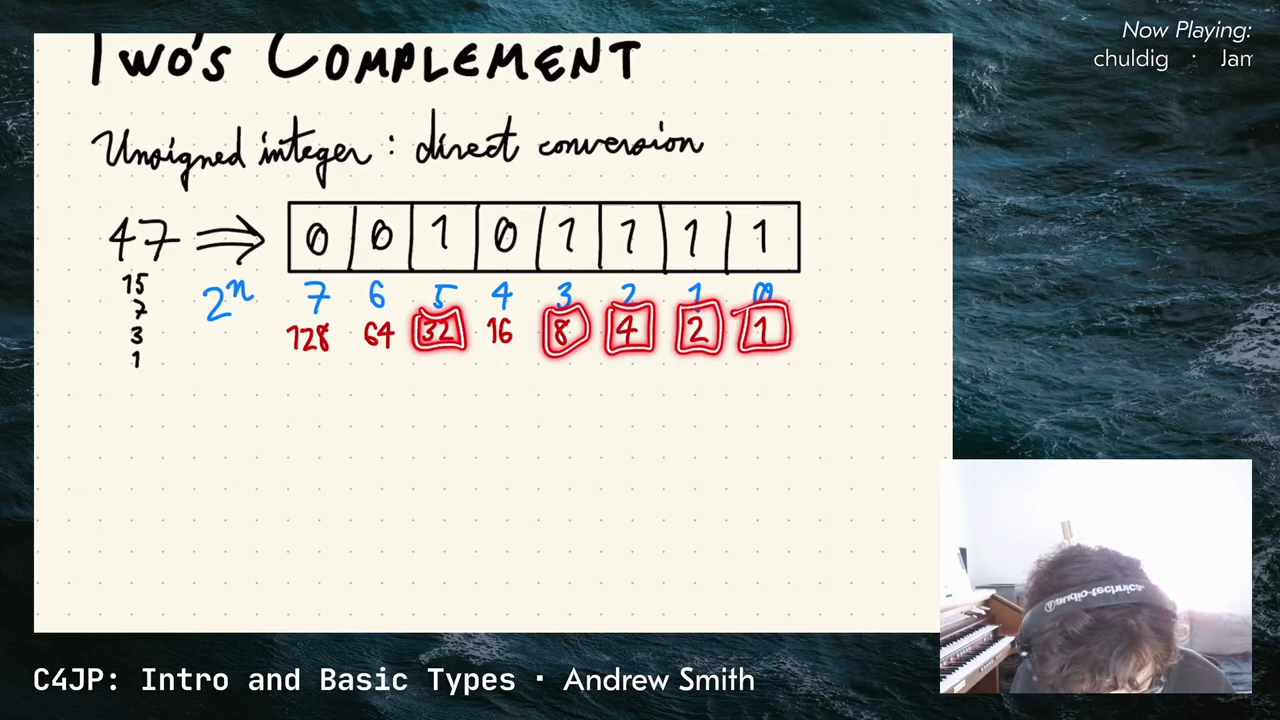 Now Playing:
chuldig · Jan
TWO'S COMPLEMENT
Unsigned integer : direct conversion
47 ⇒ 0 0 1 0 1 1 1 1
15
7
3
1
2ⁿ 7 6 5 4 3 2 1 0
128 64 32 16 8 4 2 1
audio-technica
C4JP: Intro and Basic Types · Andrew Smith